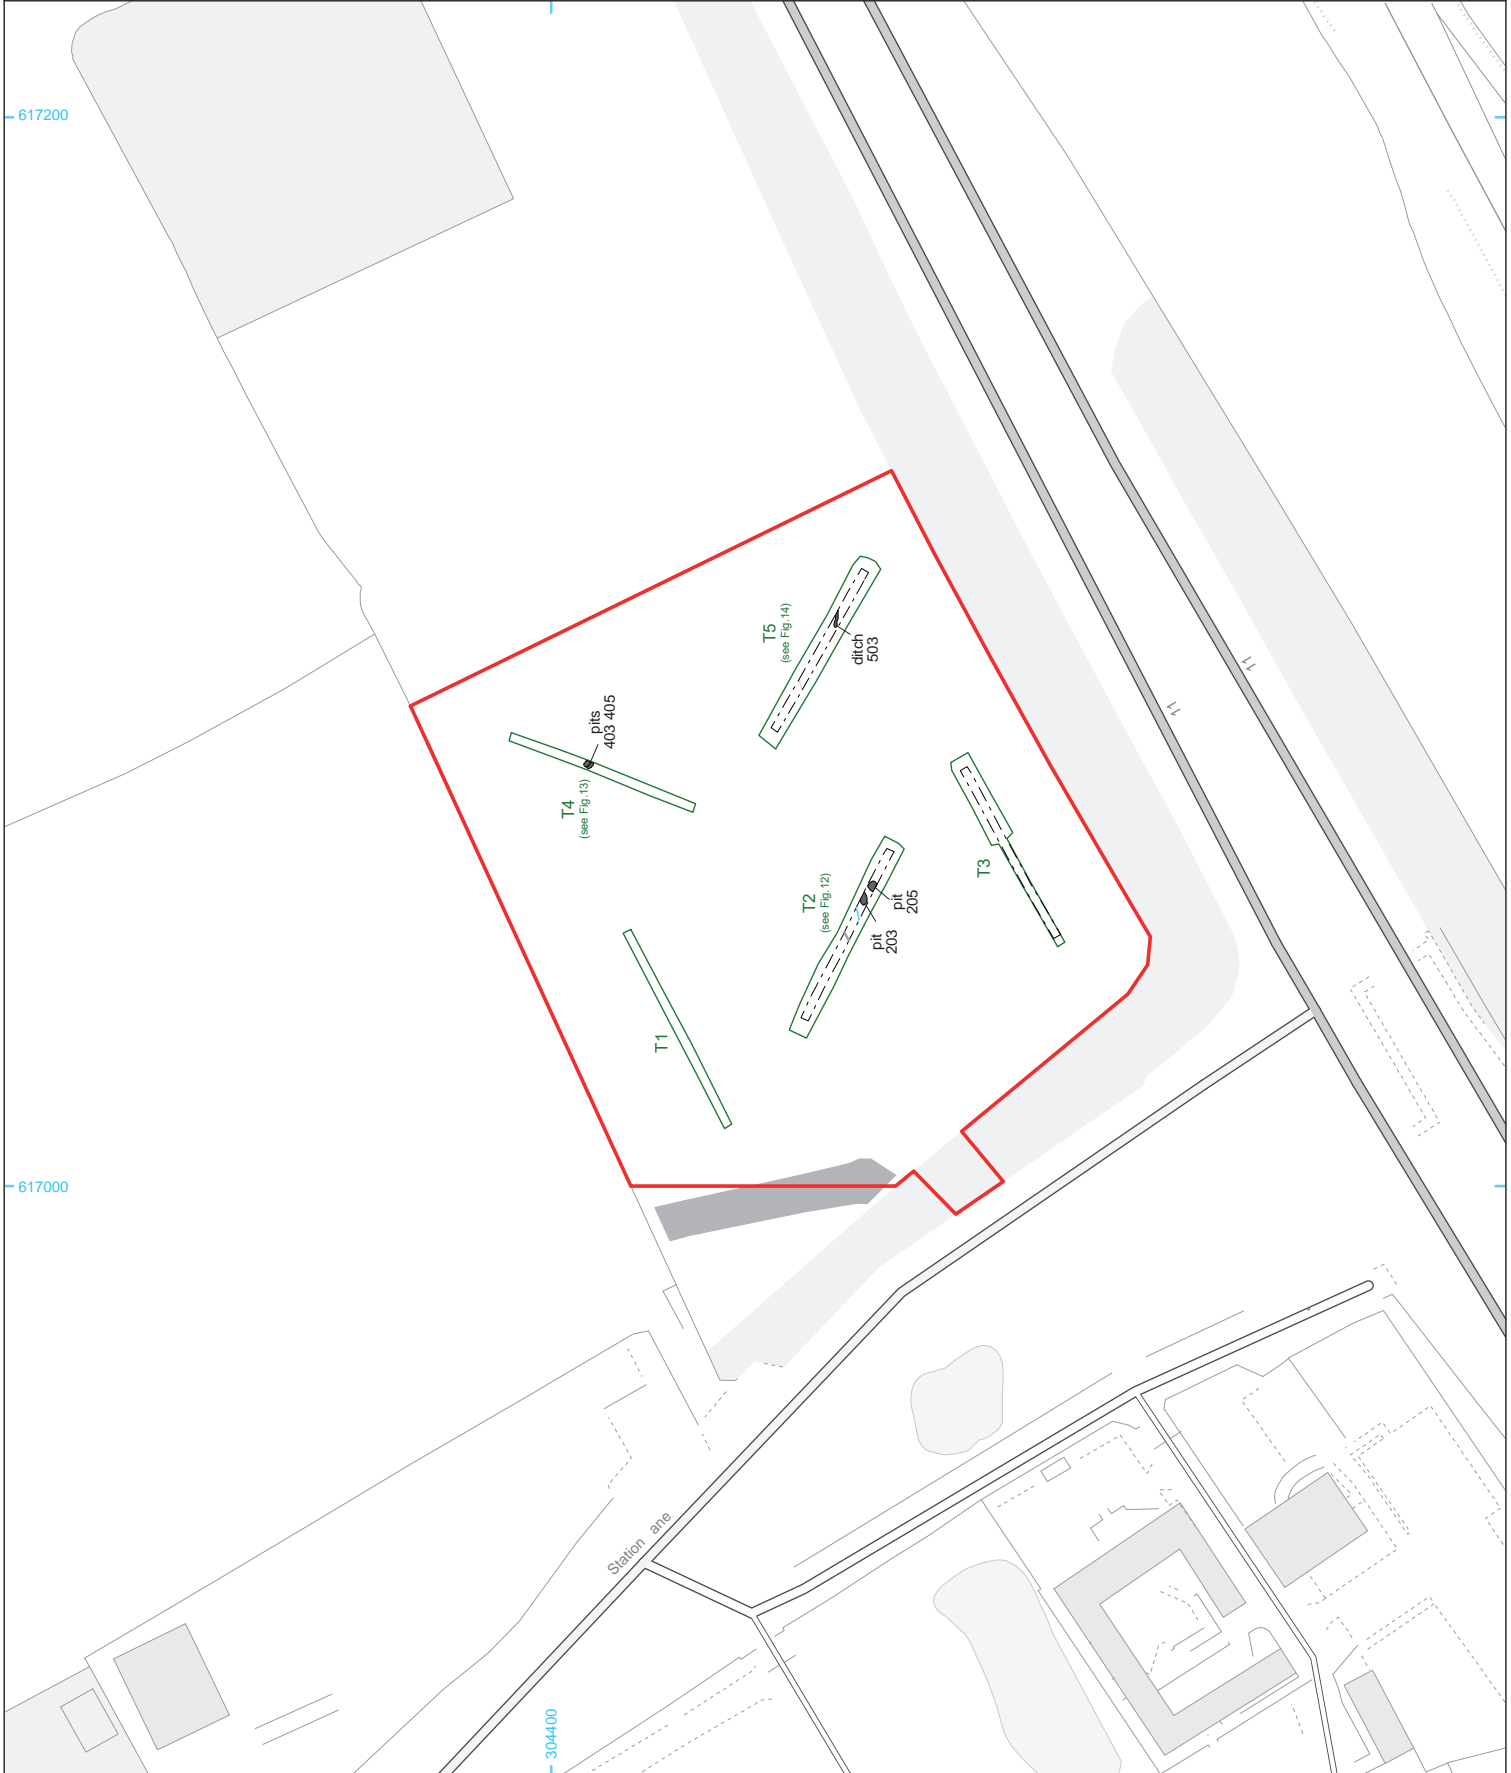 617200
T5
(see Fig.14)
ditch
503
11
11
pits
403 405
T4
(see Fig.13)
T2
(see Fig.12)
pit
205
pit
203
T3
T1
617000
Station ane
304400